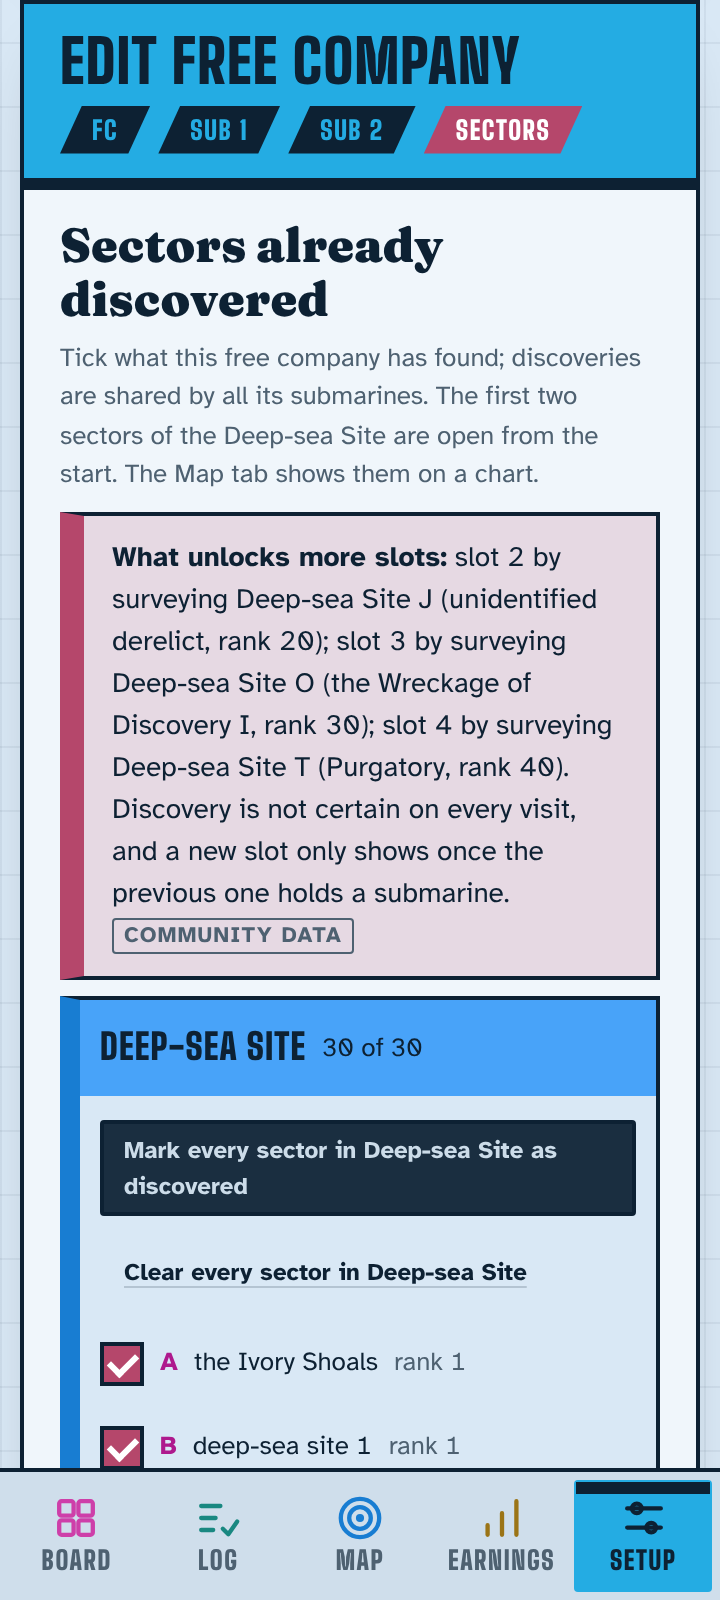 EDIT FREE COMPANY
FC
SUB 1
SUB 2
SECTORS
Sectors already
discovered
Tick what this free company has found; discoveries
are shared by all its submarines. The first two
sectors of the Deep-sea Site are open from the
start. The Map tab shows them on a chart.
What unlocks more slots: slot 2 by
surveying Deep-sea Site J (unidentified
derelict, rank 20); slot 3 by surveying
Deep-sea Site O (the Wreckage of
Discovery I, rank 30); slot 4 by surveying
Deep-sea Site T (Purgatory, rank 40).
Discovery is not certain on every visit,
and a new slot only shows once the
previous one holds a submarine.
COMMUNITY DATA
DEEP-SEA SITE 30 of 30
Mark every sector in Deep-sea Site as
discovered
Clear every sector in Deep-sea Site
A the Ivory Shoals rank 1
B deep-sea site 1 rank 1
BOARD
LOG
MAP
EARNINGS
SETUP